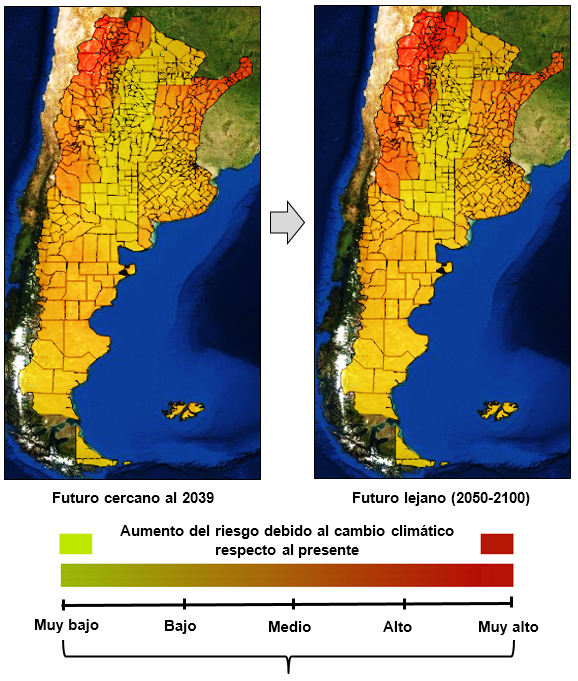 Futuro cercano al 2039
Futuro lejano (2050-2100)
Aumento del riesgo debido al cambio climático
respecto al presente
Muy bajo
Bajo
Medio
Alto
Muy alto